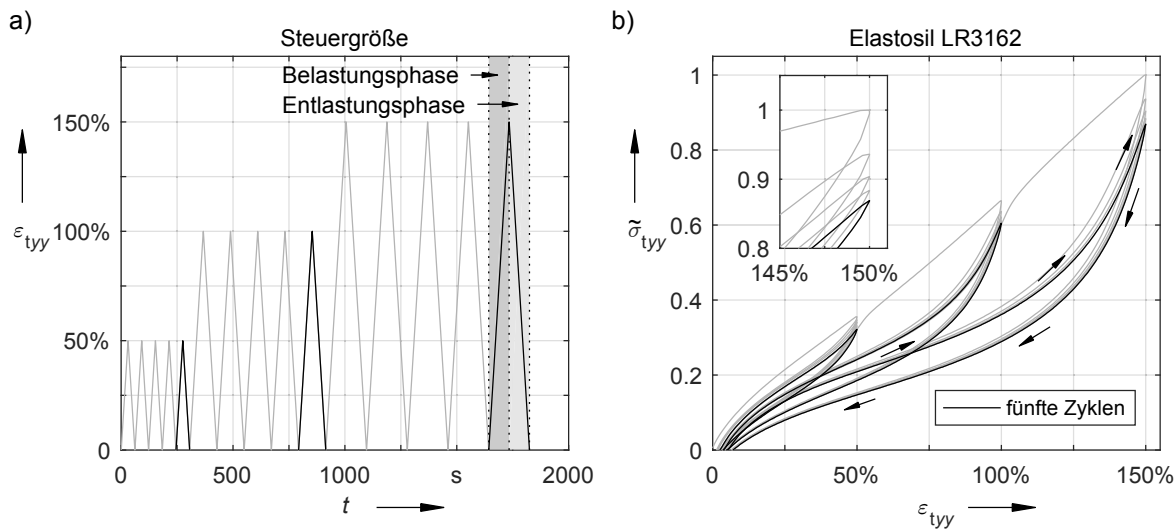 a)
Steuergröße
Belastungsphase
Entlastungsphase
150%
100%
50%
0
ε_tyy
0
500
1000
s
2000
t
b)
Elastosil LR3162
1
0.8
0.6
0.4
0.2
0
σ̃_tyy
1
0.9
0.8
145%
150%
fünfte Zyklen
0
50%
100%
150%
ε_tyy